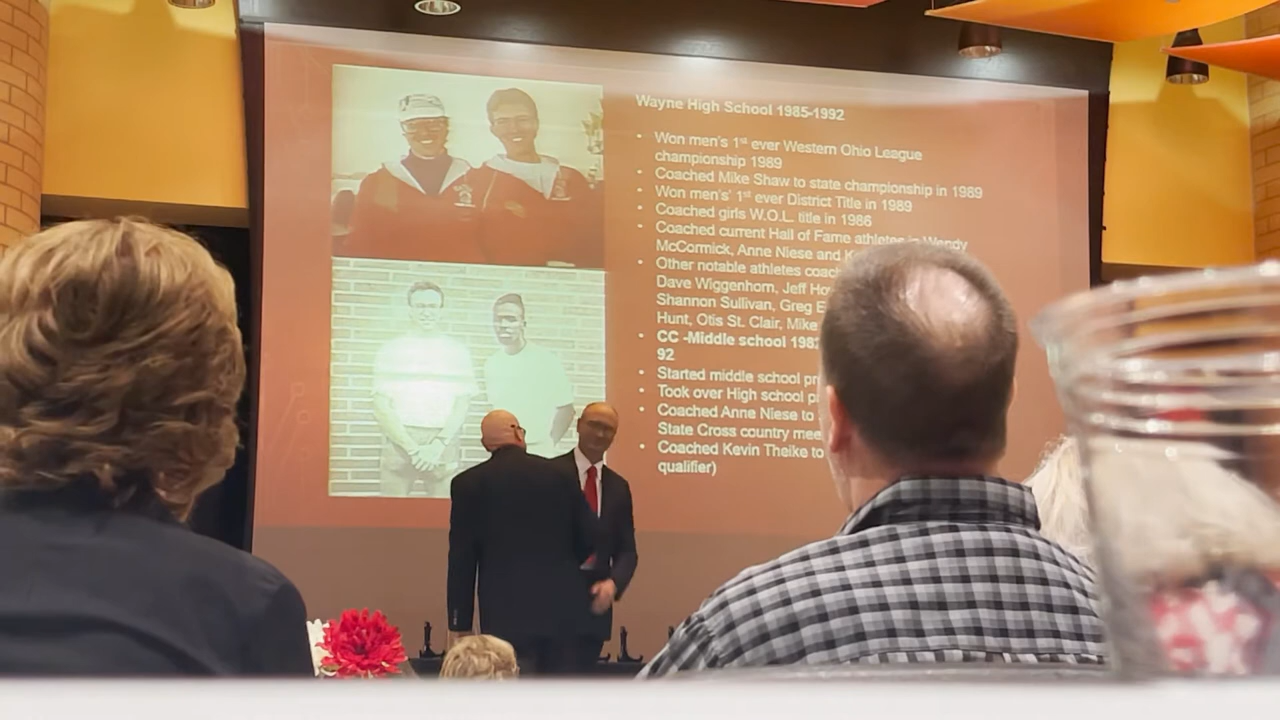 Wayne High School 1985-1992
• Won men's 1st ever Western Ohio League
championship 1989
• Coached Mike Shaw to state championship in 1989
• Won men's' 1st ever District Title in 1989
• Coached girls W.O.L. title in 1986
• Coached current Hall of Fame athletes in Wendy
McCormick, Anne Niese and
• Other notable athletes
Dave Wiggenhorn, Jeff
Shannon Sullivan, Greg
Hunt, Otis St. Clair, Mike
• CC -Middle school
92
• Started middle school
• Took over High school
• Coached Anne Niese to
State Cross country
• Coached Kevin Theike to
qualifier)